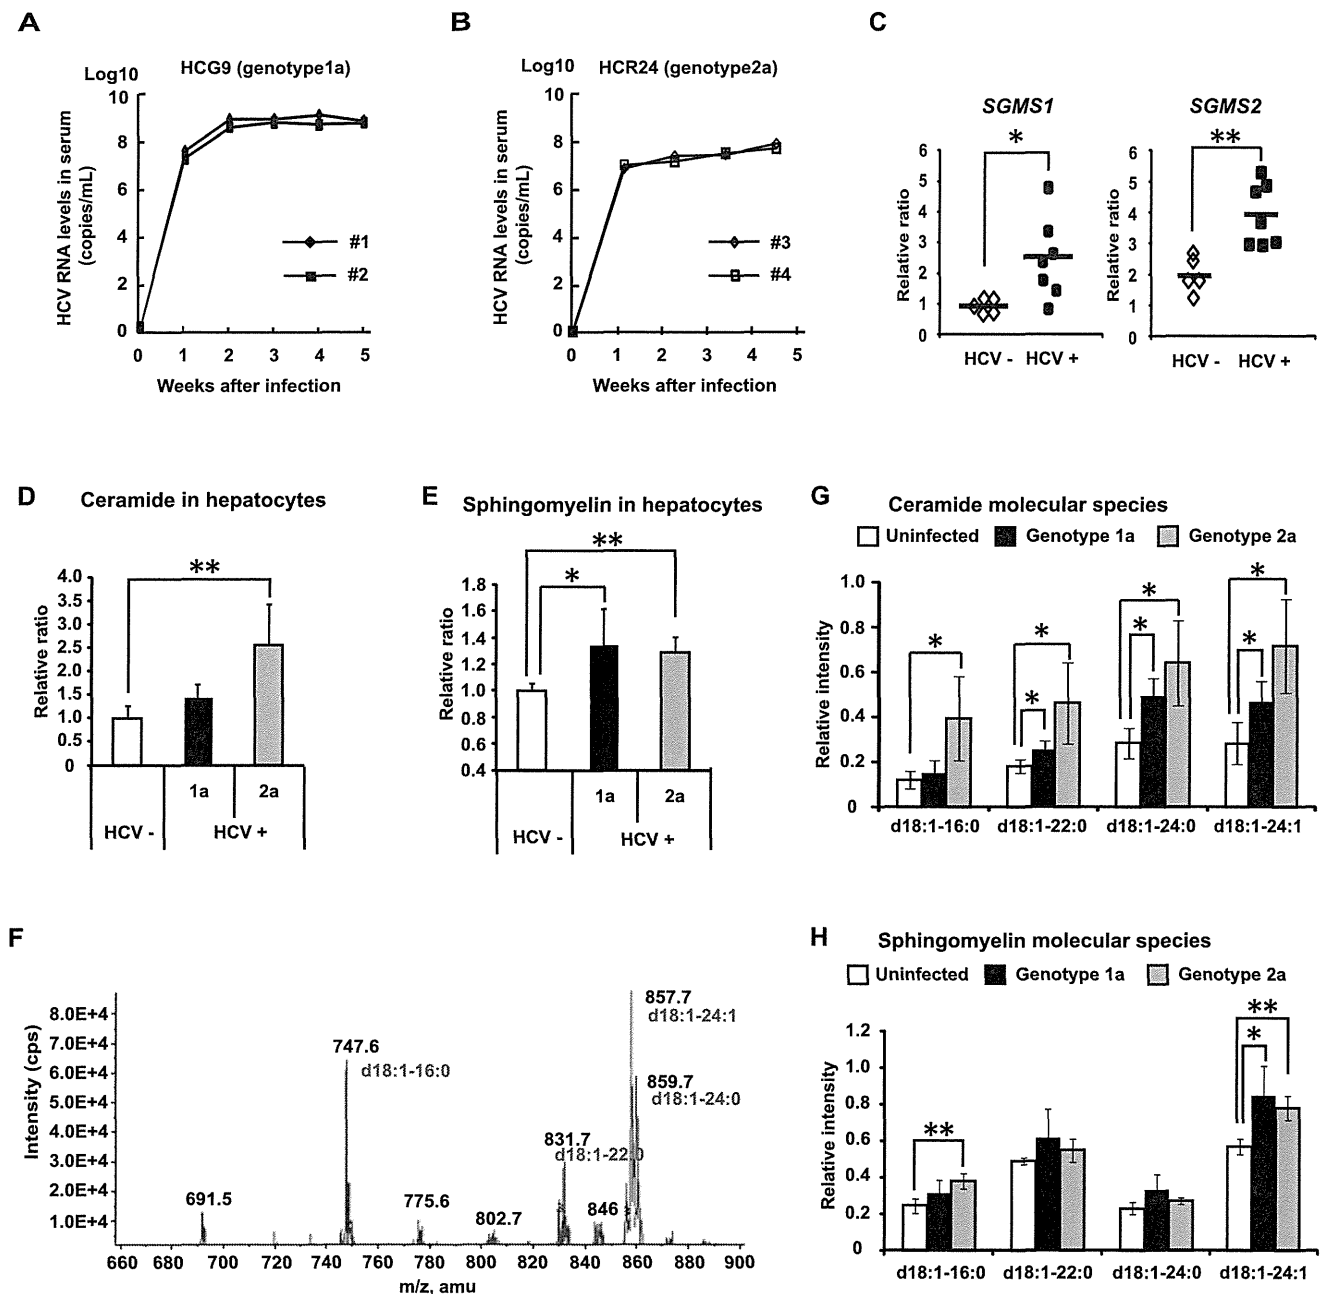 A
B
C
Log10
HCG9 (genotype1a)
HCV RNA levels in serum
(copies/mL)
10
8
6
4
2
0
#1
#2
0 1 2 3 4 5
Weeks after infection
Log10
HCR24 (genotype2a)
HCV RNA levels in serum
(copies/mL)
10
8
6
4
2
0
#3
#4
0 1 2 3 4 5
Weeks after infection
SGMS1
*
Relative ratio
6
5
4
3
2
1
0
HCV - HCV +
SGMS2
**
Relative ratio
6
5
4
3
2
1
0
HCV - HCV +
D
Ceramide in hepatocytes
**
Relative ratio
4.0
3.5
3.0
2.5
2.0
1.5
1.0
0.5
0
1a 2a
HCV - HCV +
E
Sphingomyelin in hepatocytes
**
*
Relative ratio
1.8
1.6
1.4
1.2
1.0
0.8
0.6
0.4
1a 2a
HCV - HCV +
G
Ceramide molecular species
Uninfected Genotype 1a Genotype 2a
Relative intensity
1.0
0.8
0.6
0.4
0.2
0
*
*
*
*
*
*
*
d18:1-16:0 d18:1-22:0 d18:1-24:0 d18:1-24:1
F
Intensity (cps)
8.0E+4
7.0E+4
6.0E+4
5.0E+4
4.0E+4
3.0E+4
2.0E+4
1.0E+4
691.5
747.6
d18:1-16:0
775.6
802.7
831.7
d18:1-22:0
846
857.7
d18:1-24:1
859.7
d18:1-24:0
660 680 700 720 740 760 780 800 820 840 860 880 900
m/z, amu
H
Sphingomyelin molecular species
Uninfected Genotype 1a Genotype 2a
Relative intensity
1.2
1.0
0.8
0.6
0.4
0.2
0
**
**
*
d18:1-16:0 d18:1-22:0 d18:1-24:0 d18:1-24:1